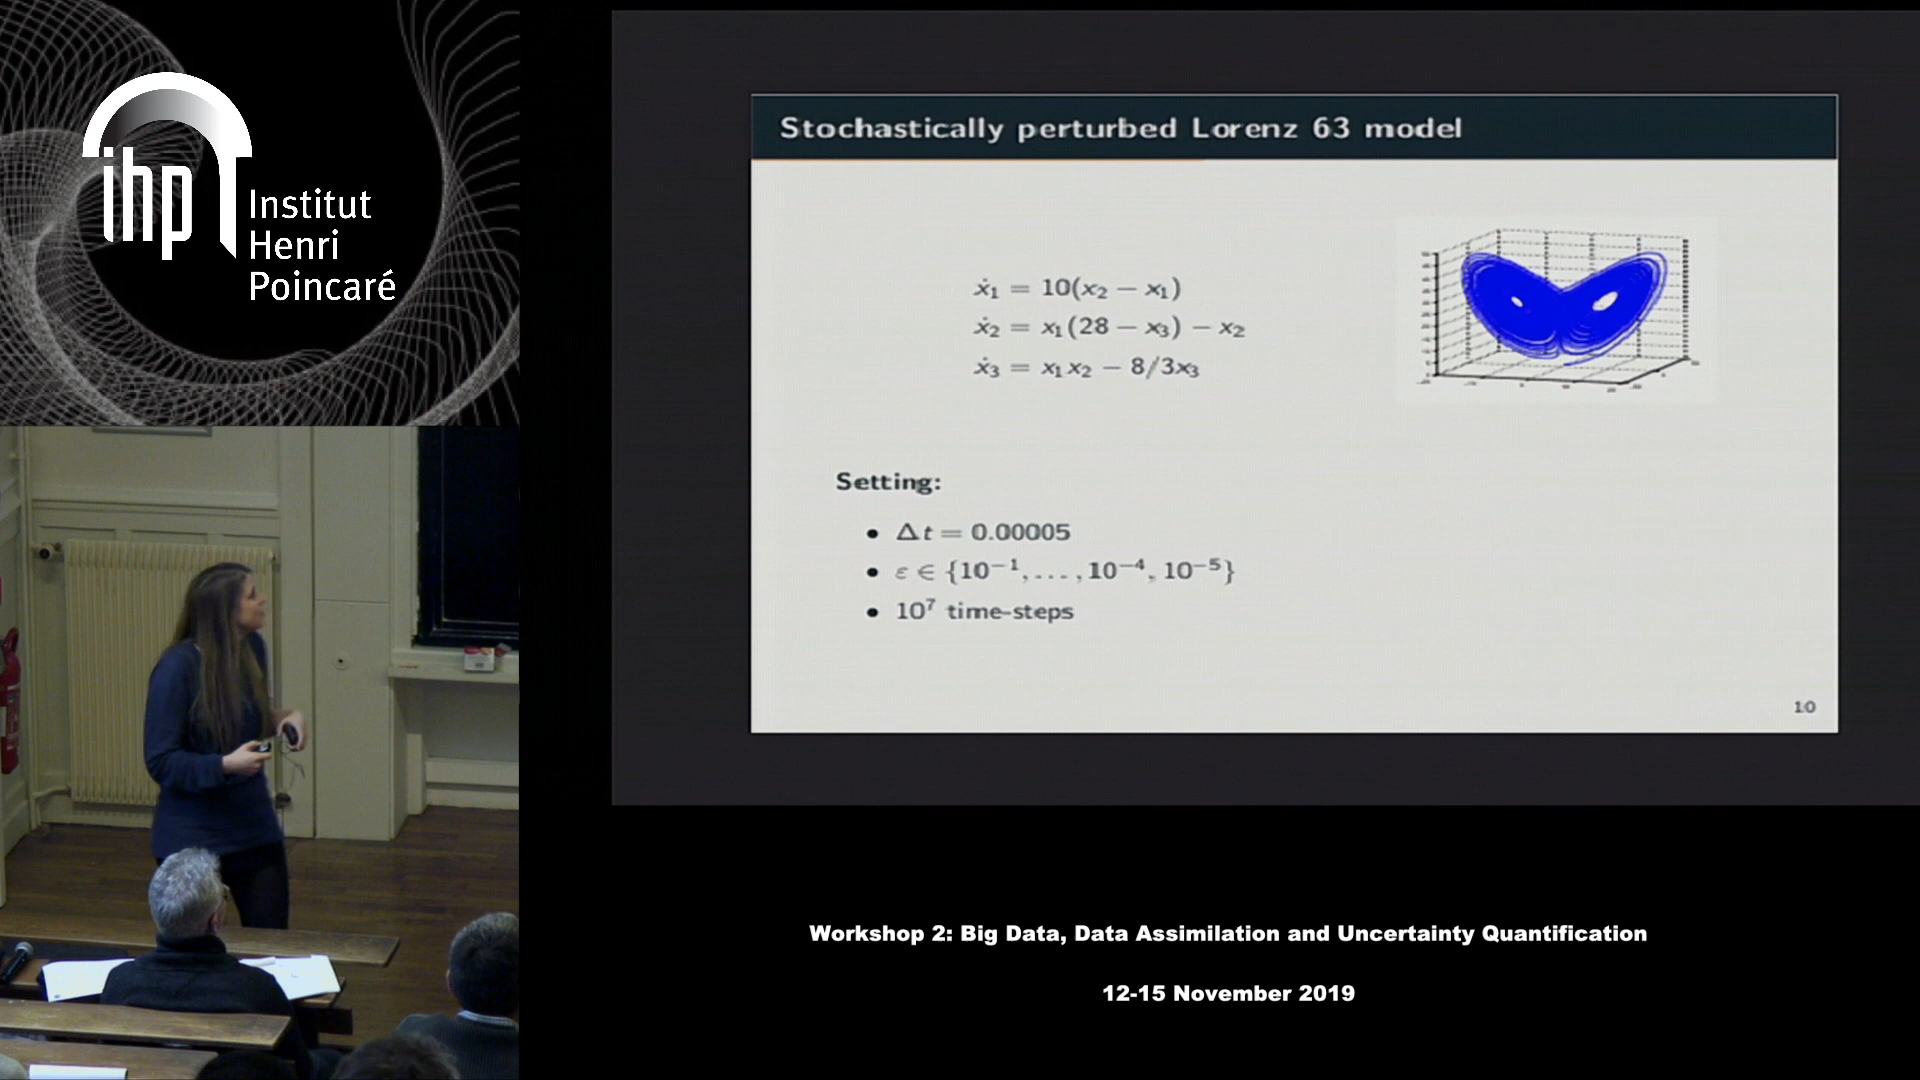 ihp
Institut
Henri
Poincaré
Stochastically perturbed Lorenz 63 model
ẋ₁ = 10(x₂ − x₁)
ẋ₂ = x₁(28 − x₃) − x₂
ẋ₃ = x₁x₂ − 8/3x₃
Setting:
• Δt = 0.00005
• ε ∈ {10⁻¹, . . . , 10⁻⁴, 10⁻⁵}
• 10⁷ time-steps
10
Workshop 2: Big Data, Data Assimilation and Uncertainty Quantification
12-15 November 2019